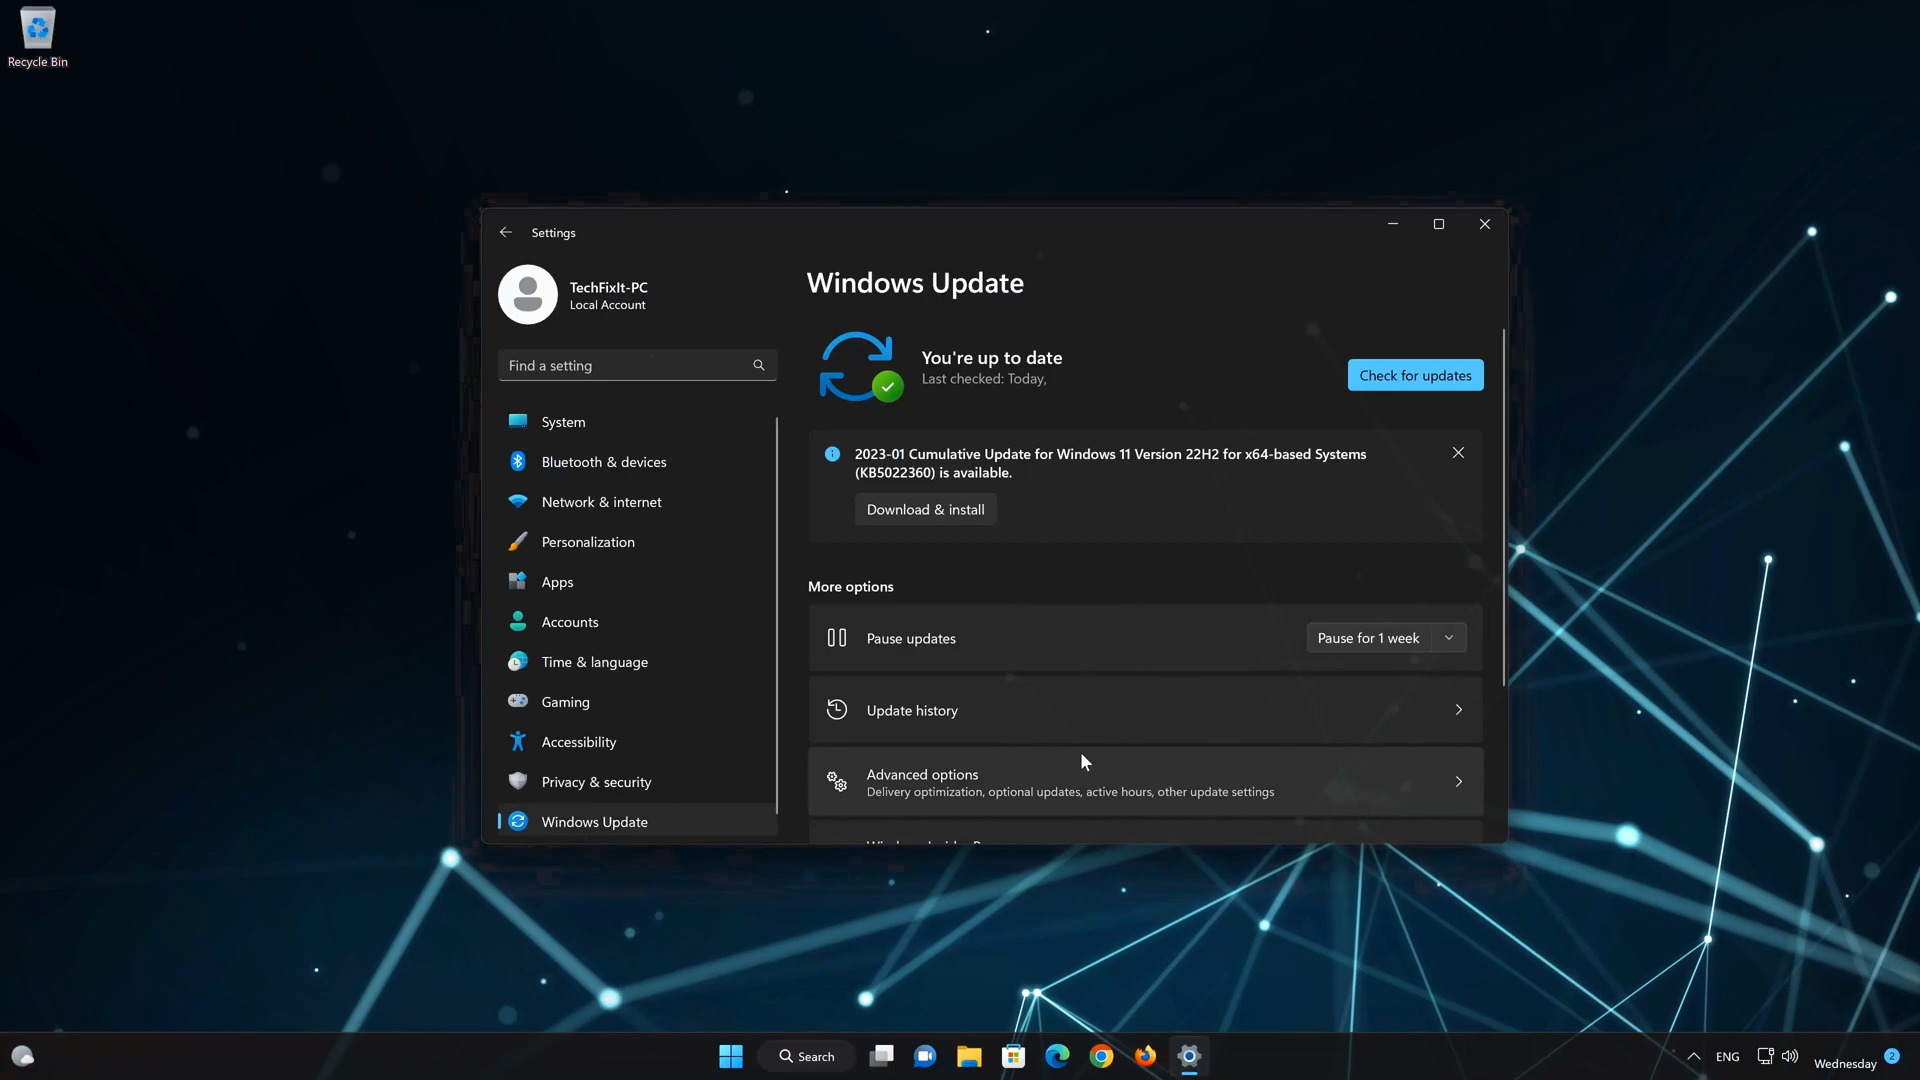 Recycle Bin
Settings
TechFixIt-PC
Local Account
Find a setting
System
Bluetooth & devices
Network & internet
Personalization
Apps
Accounts
Time & language
Gaming
Accessibility
Privacy & security
Windows Update
Windows Update
You're up to date
Last checked: Today,
Check for updates
2023-01 Cumulative Update for Windows 11 Version 22H2 for x64-based Systems
(KB5022360) is available.
Download & install
More options
Pause updates
Pause for 1 week
Update history
Advanced options
Delivery optimization, optional updates, active hours, other update settings
Search
ENG
Wednesday
2